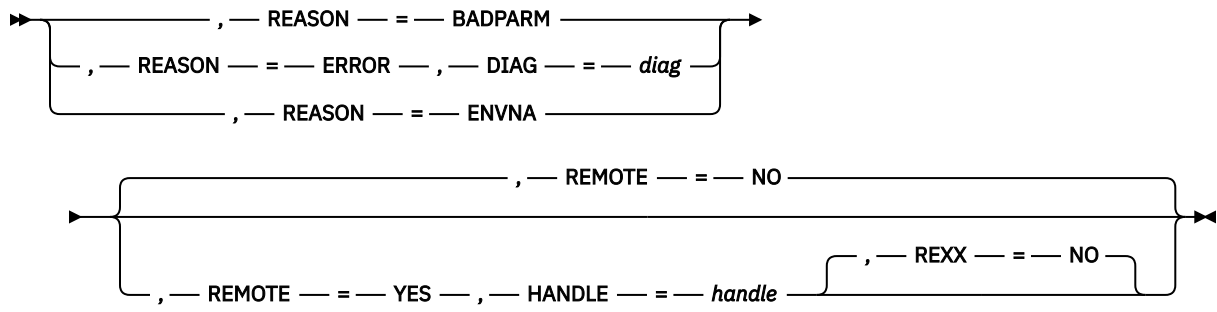 , REASON = BADPARM
, REASON = ERROR , DIAG = diag
, REASON = ENVNA
, REMOTE = NO
, REXX = NO
, REMOTE = YES , HANDLE = handle